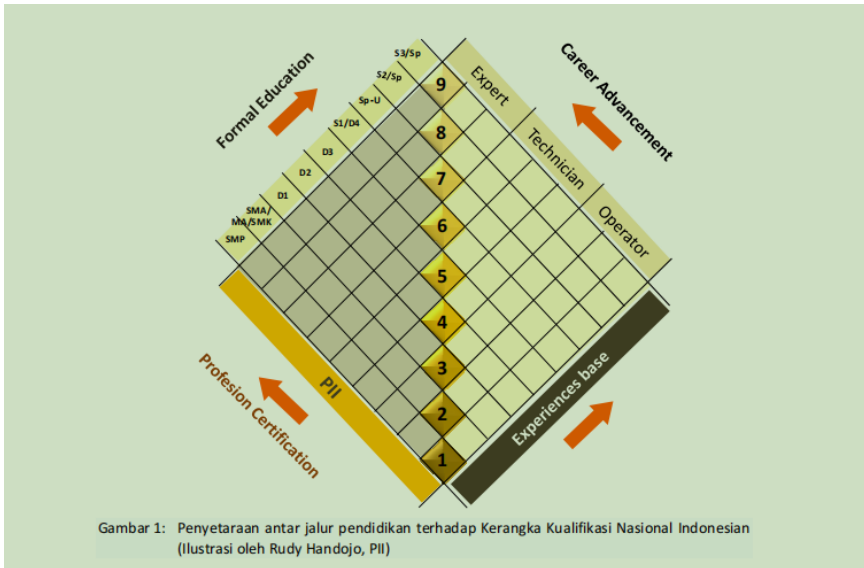 Formal Education
S3/Sp
S2/Sp
Sp-U
S1/D4
D3
D2
D1
SMA/
MA/SMK
SMP
Career Advancement
Expert
Technician
Operator
9
8
7
6
5
4
3
2
1
PII
Profesion Certification
Experiences base
Gambar 1: Penyetaraan antar jalur pendidikan terhadap Kerangka Kualifikasi Nasional Indonesian
(Ilustrasi oleh Rudy Handojo, PII)